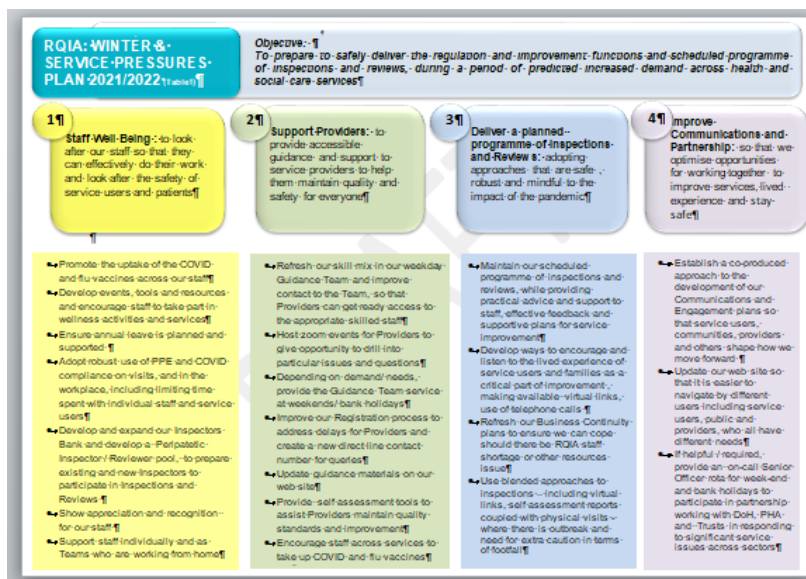 RQIA: WINTER &
SERVICE PRESSURES
PLAN 2021/2022 (Table1)¶
Objective: ¶
To prepare to safely deliver the regulation and improvement functions and scheduled programme
of inspections and reviews, during a period of predicted increased demand across health and
social care services¶
1¶
Staff Well-Being: to look
after our staff so that they
can effectively do their work
and look after the safety of
service users and patients¶
¶
2¶
Support Providers: to
provide accessible
guidance and support to
service providers to help
them maintain quality and
safety for everyone¶
3¶
Deliver a planned
programme of Inspections
and Reviews: adopting
approaches that are safe,
robust and mindful to the
impact of the pandemic¶
4¶
mprove
Communications and
Partnership: so that we
optimise opportunities
for working together to
improve services, lived
experience and stay
safe¶
Promote the uptake of the COVID
and flu vaccines across our staff¶
Develop events, tools and resources
and encourage staff to take part in
wellness activities and services¶
Ensure annual leave is planned and
supported ¶
Adopt robust use of PPE and COVID
compliance on visits, and in the
workplace, including limiting time
spent with individual staff and service
users¶
Develop and expand our Inspectors
Bank and develop a Peripatetic
Inspector / Reviewer pool, to prepare
existing and new Inspectors to
participate in Inspections and
Reviews ¶
Show appreciation and recognition
for our staff ¶
Support staff individually and as
Teams who are working from home¶
Refresh our skill mix in our weekday
Guidance Team and improve
contact to the Team, so that
Providers can get ready access to
the appropriate skilled staff¶
Host zoom events for Providers to
give opportunity to drill into
particular issues and questions¶
Depending on demand / needs,
provide the Guidance Team service
at weekends / bank holidays¶
Improve our Registration process to
address delays for Providers and
create a new direct line contact
number for queries¶
Update guidance materials on our
web site¶
Provide self assessment tools to
assist Providers maintain quality
standards and improvement¶
Encourage staff across services to
take up COVID and flu vaccines¶
Maintain our scheduled
programme of inspections and
reviews, while providing
practical advice and support to
staff, effective feedback and
supportive plans for service
improvement¶
Develop ways to encourage and
listen to the lived experience of
service users and families as a
critical part of improvement,
making available virtual links,
use of telephone calls ¶
Refresh our Business Continuity
plans to ensure we can cope
should there be RQIA staff
shortage or other resources
issue¶
Use blended approaches to
inspections – including virtual
links, self assessment reports
coupled with physical visits –
where there is outbreak and
need for extra caution in terms
of footfall¶
Establish a co produced
approach to the
development of our
Communications and
Engagement plans so
that service users,
communities, providers
and others shape how we
move forward ¶
Update our web site so
that it is easier to
navigate by different
users including service
users, public and
providers, who all have
different needs¶
If helpful / required,
provide an on call Senior
Officer rota for week end
and bank holidays to
participate in partnership
working with DoH, PHA
and Trusts in responding
to significant service
issues across sectors¶